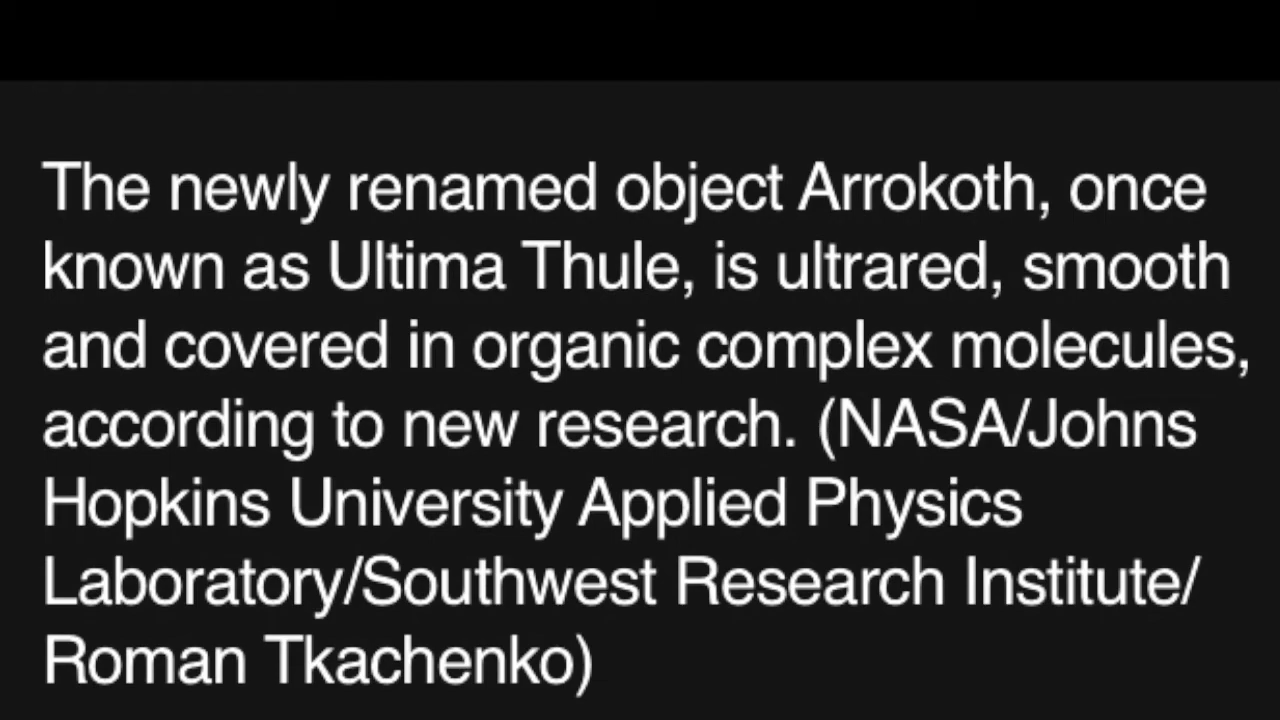 The newly renamed object Arrokoth, once
known as Ultima Thule, is ultrared, smooth
and covered in organic complex molecules,
according to new research. (NASA/Johns
Hopkins University Applied Physics
Laboratory/Southwest Research Institute/
Roman Tkachenko)